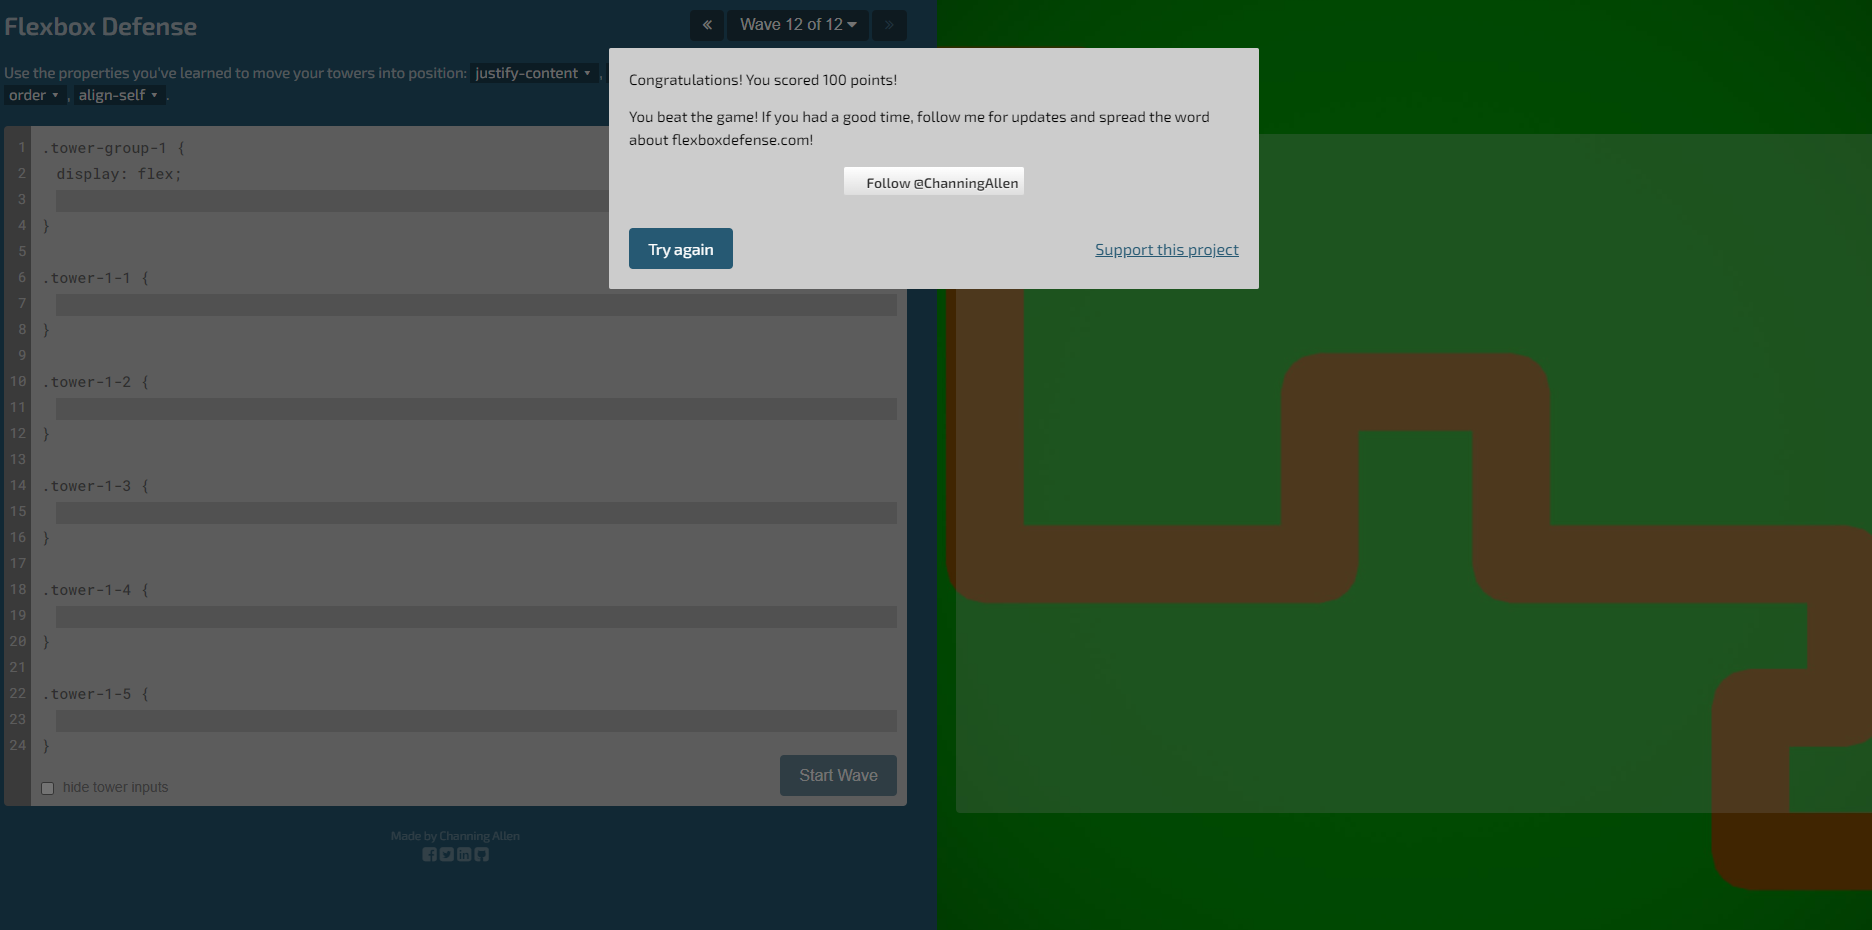 Flexbox Defense
« Wave 12 of 12 »
Use the properties you've learned to move your towers into position: justify-content ,
order , align-self .
Congratulations! You scored 100 points!
You beat the game! If you had a good time, follow me for updates and spread the word
about flexboxdefense.com!
Follow @ChanningAllen
Try again
Support this project
1 .tower-group-1 {
2 display: flex;
3
4 }
5
6 .tower-1-1 {
7
8 }
9
10 .tower-1-2 {
11
12 }
13
14 .tower-1-3 {
15
16 }
17
18 .tower-1-4 {
19
20 }
21
22 .tower-1-5 {
23
24 }
hide tower inputs
Start Wave
Made by Channing Allen